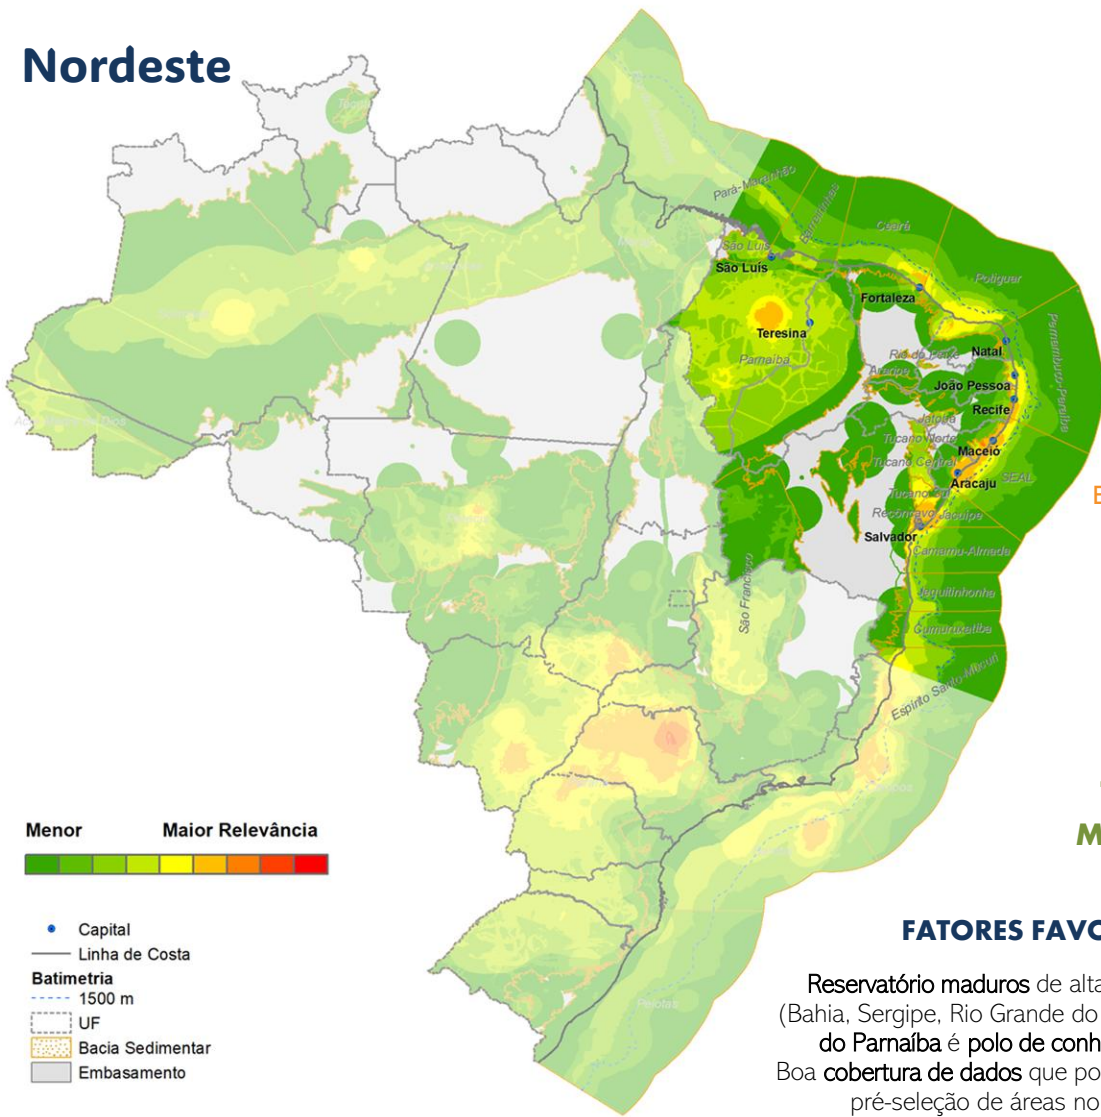 Nordeste
Pará-Maranhão
Barreirinhas
Ceará
São Luís
São Luís
Potiguar
Fortaleza
Teresina
Parnaíba
Rio do Peixe
Araripe
Natal
Pernambuco-Paraíba
João Pessoa
Recife
Jatobá
Tucano Norte
Maceió
Tucano Central
Aracaju
SEAL
Tucano Sul
Recôncavo
Jacuípe
Salvador
Camamu-Almada
São Francisco
Jequitinhonha
Cumuruxatiba
Espírito Santo-Mucuri
Pelotas
E
M
Menor Maior Relevância
Capital
Linha de Costa
Batimetria
1500 m
UF
Bacia Sedimentar
Embasamento
FATORES FAVO
Reservatório maduros de alta
(Bahia, Sergipe, Rio Grande do
do Parnaíba é polo de conh
Boa cobertura de dados que po
pré-seleção de áreas no